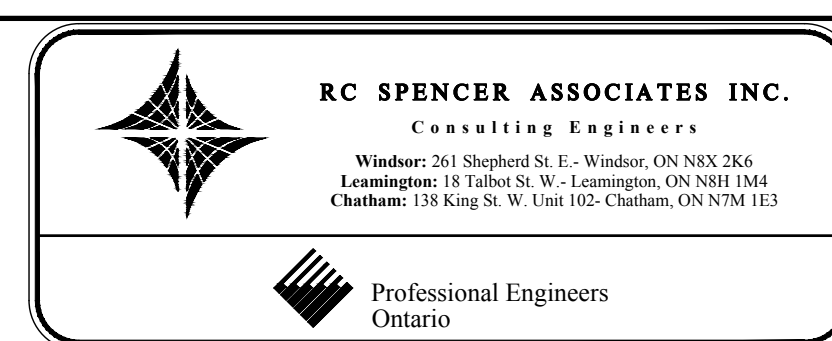 RC SPENCER ASSOCIATES INC.
Consulting Engineers
Windsor: 261 Shepherd St. E.- Windsor, ON N8X 2K6
Leamington: 18 Talbot St. W.- Leamington, ON N8H 1M4
Chatham: 138 King St. W. Unit 102- Chatham, ON N7M 1E3
Professional Engineers
Ontario